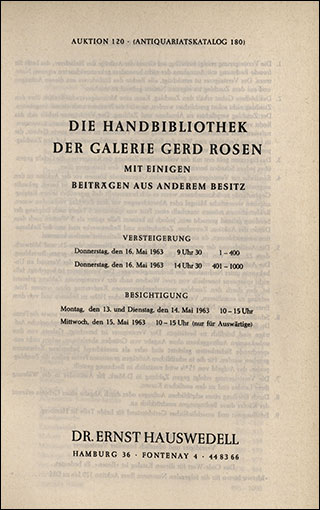 AUKTION 120 · (ANTIQUARIATSKATALOG 180)
DIE HANDBIBLIOTHEK
DER GALERIE GERD ROSEN
MIT EINIGEN
BEITRÄGEN AUS ANDEREM BESITZ
VERSTEIGERUNG
Donnerstag, den 16. Mai 1963 9 Uhr 30 1 – 400
Donnerstag, den 16. Mai 1963 14 Uhr 30 401 – 1000
BESICHTIGUNG
Montag, den 13. und Dienstag, den 14. Mai 1963 10 – 15 Uhr
Mittwoch, den 15. Mai 1963 10 – 15 Uhr (nur für Auswärtige)
DR. ERNST HAUSWEDELL
HAMBURG 36 · FONTENAY 4 · 44 83 66